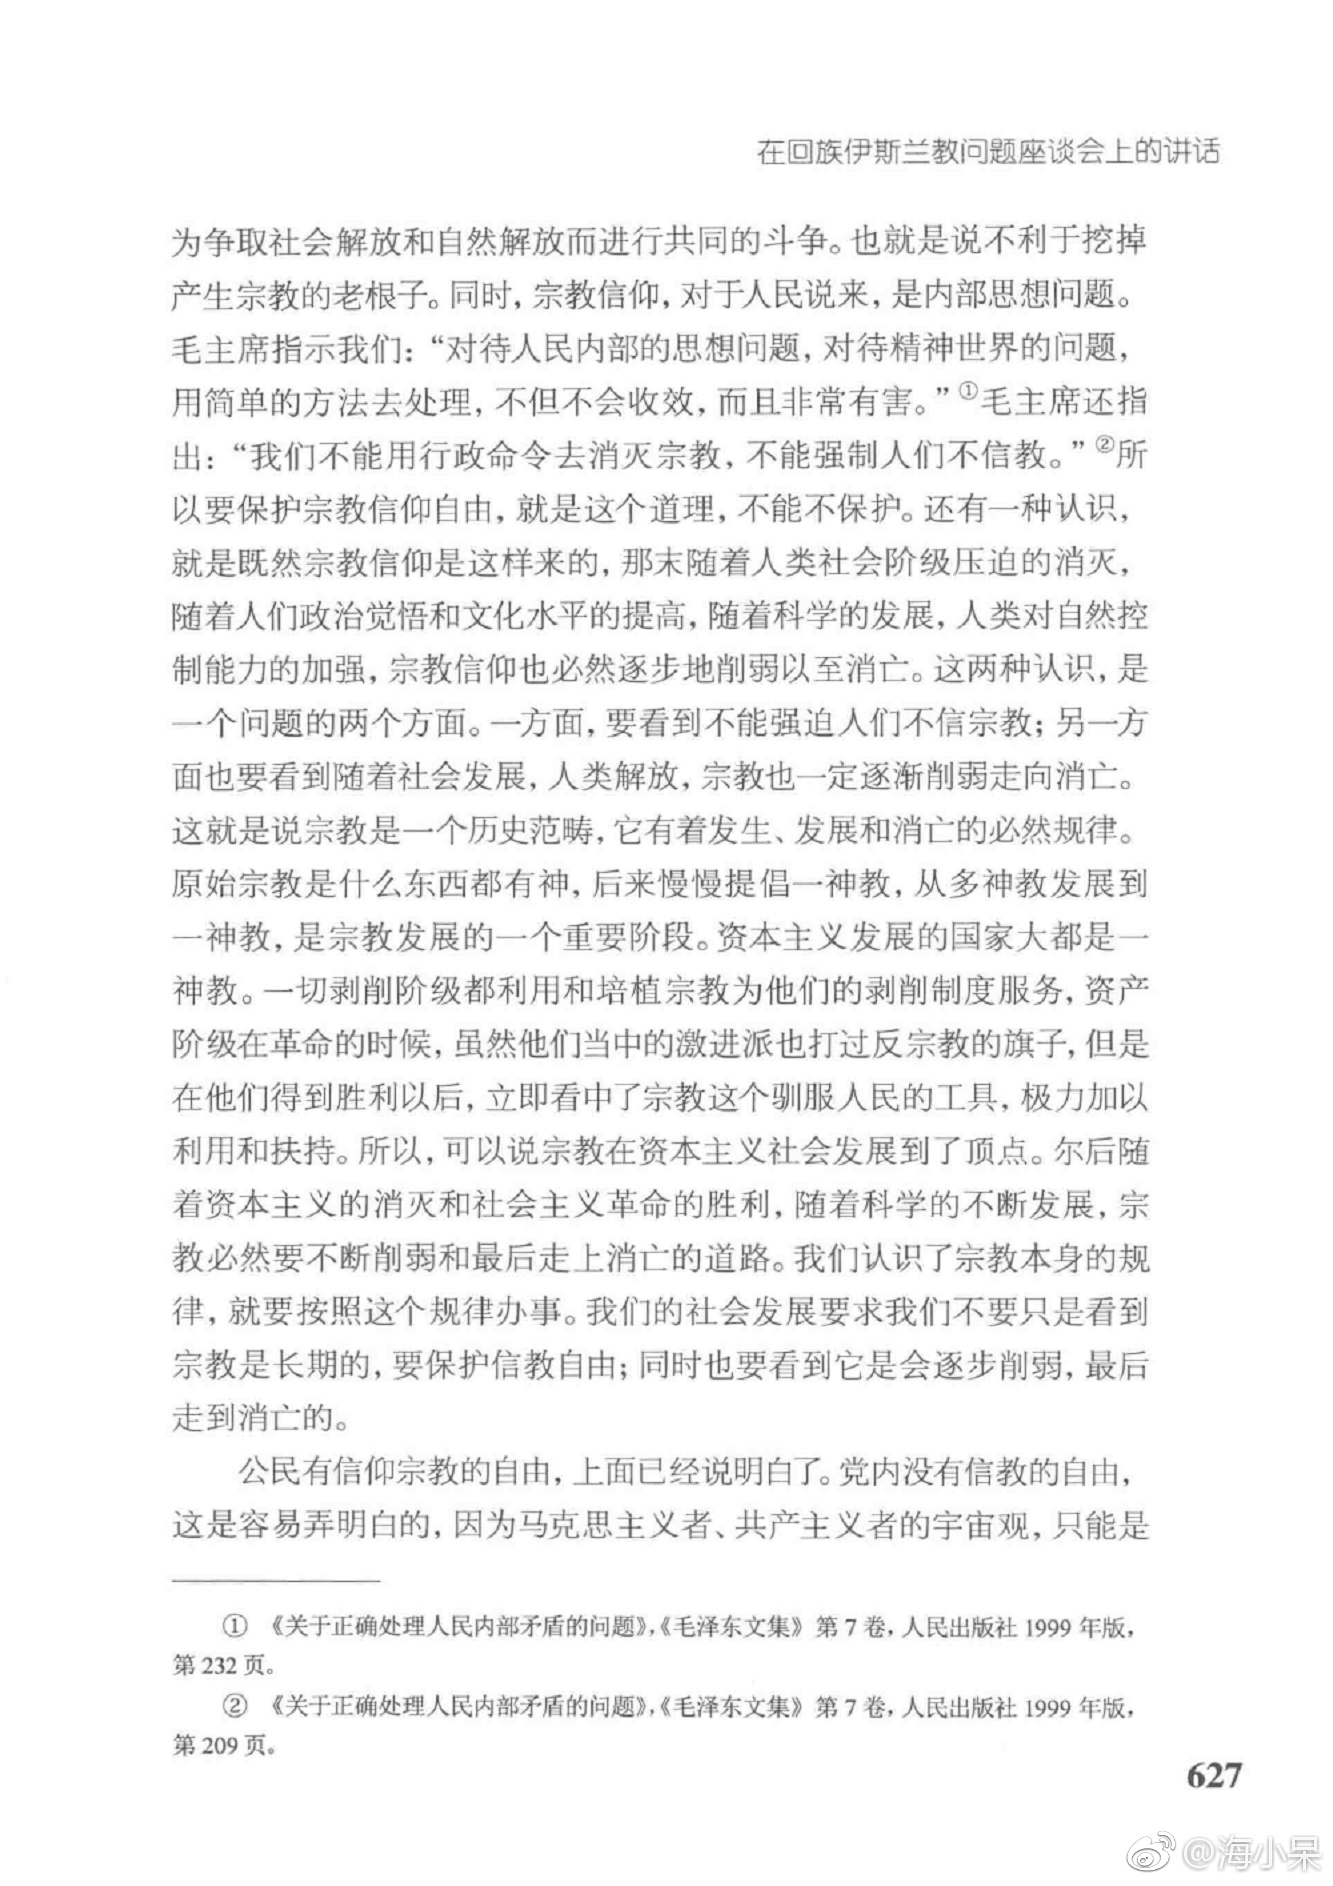 在回族伊斯兰教问题座谈会上的讲话
为争取社会解放和自然解放而进行共同的斗争。也就是说不利于挖掉
产生宗教的老根子。同时，宗教信仰，对于人民说来，是内部思想问题。
毛主席指示我们：“对待人民内部的思想问题，对待精神世界的问题，
用简单的方法去处理，不但不会收效，而且非常有害。”①毛主席还指
出：“我们不能用行政命令去消灭宗教，不能强制人们不信教。”②所
以要保护宗教信仰自由，就是这个道理，不能不保护。还有一种认识，
就是既然宗教信仰是这样来的，那末随着人类社会阶级压迫的消灭，
随着人们政治觉悟和文化水平的提高，随着科学的发展，人类对自然控
制能力的加强，宗教信仰也必然逐步地削弱以至消亡。这两种认识，是
一个问题的两个方面。一方面，要看到不能强迫人们不信宗教；另一方
面也要看到随着社会发展，人类解放，宗教也一定逐渐削弱走向消亡。
这就是说宗教是一个历史范畴，它有着发生、发展和消亡的必然规律。
原始宗教是什么东西都有神，后来慢慢提倡一神教，从多神教发展到
一神教，是宗教发展的一个重要阶段。资本主义发展的国家大都是一
神教。一切剥削阶级都利用和培植宗教为他们的剥削制度服务，资产
阶级在革命的时候，虽然他们当中的激进派也打过反宗教的旗子，但是
在他们得到胜利以后，立即看中了宗教这个驯服人民的工具，极力加以
利用和扶持。所以，可以说宗教在资本主义社会发展到了顶点。尔后随
着资本主义的消灭和社会主义革命的胜利，随着科学的不断发展，宗
教必然要不断削弱和最后走上消亡的道路。我们认识了宗教本身的规
律，就要按照这个规律办事。我们的社会发展要求我们不要只是看到
宗教是长期的，要保护信教自由；同时也要看到它是会逐步削弱，最后
走到消亡的。
公民有信仰宗教的自由，上面已经说明白了。党内没有信教的自由，
这是容易弄明白的，因为马克思主义者、共产主义者的宇宙观，只能是
① 《关于正确处理人民内部矛盾的问题》，《毛泽东文集》第 7 卷，人民出版社 1999 年版，
第 232 页。
② 《关于正确处理人民内部矛盾的问题》，《毛泽东文集》第 7 卷，人民出版社 1999 年版，
第 209 页。
627
@海小呆